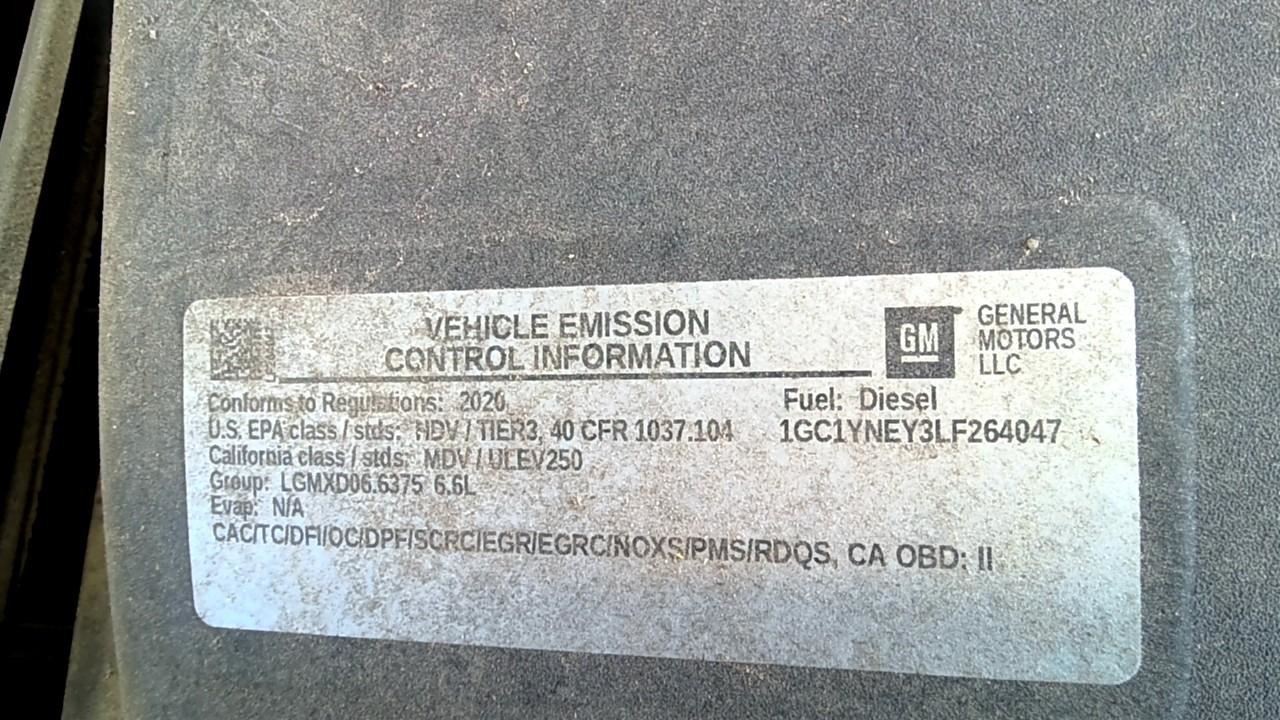 VEHICLE EMISSION
CONTROL INFORMATION
GM
GENERAL
MOTORS
LLC
Conforms to Regulations: 2020
Fuel: Diesel
U.S. EPA class / stds: HDV / TIER3, 40 CFR 1037.104
1GC1YNEY3LF264047
California class / stds: MDV / ULEV250
Group: LGMXD06.6375 6.6L
Evap: N/A
CAC/TC/DFI/OC/DPF/SCRC/EGR/EGRC/NOXS/PMS/RDQS, CA OBD: II